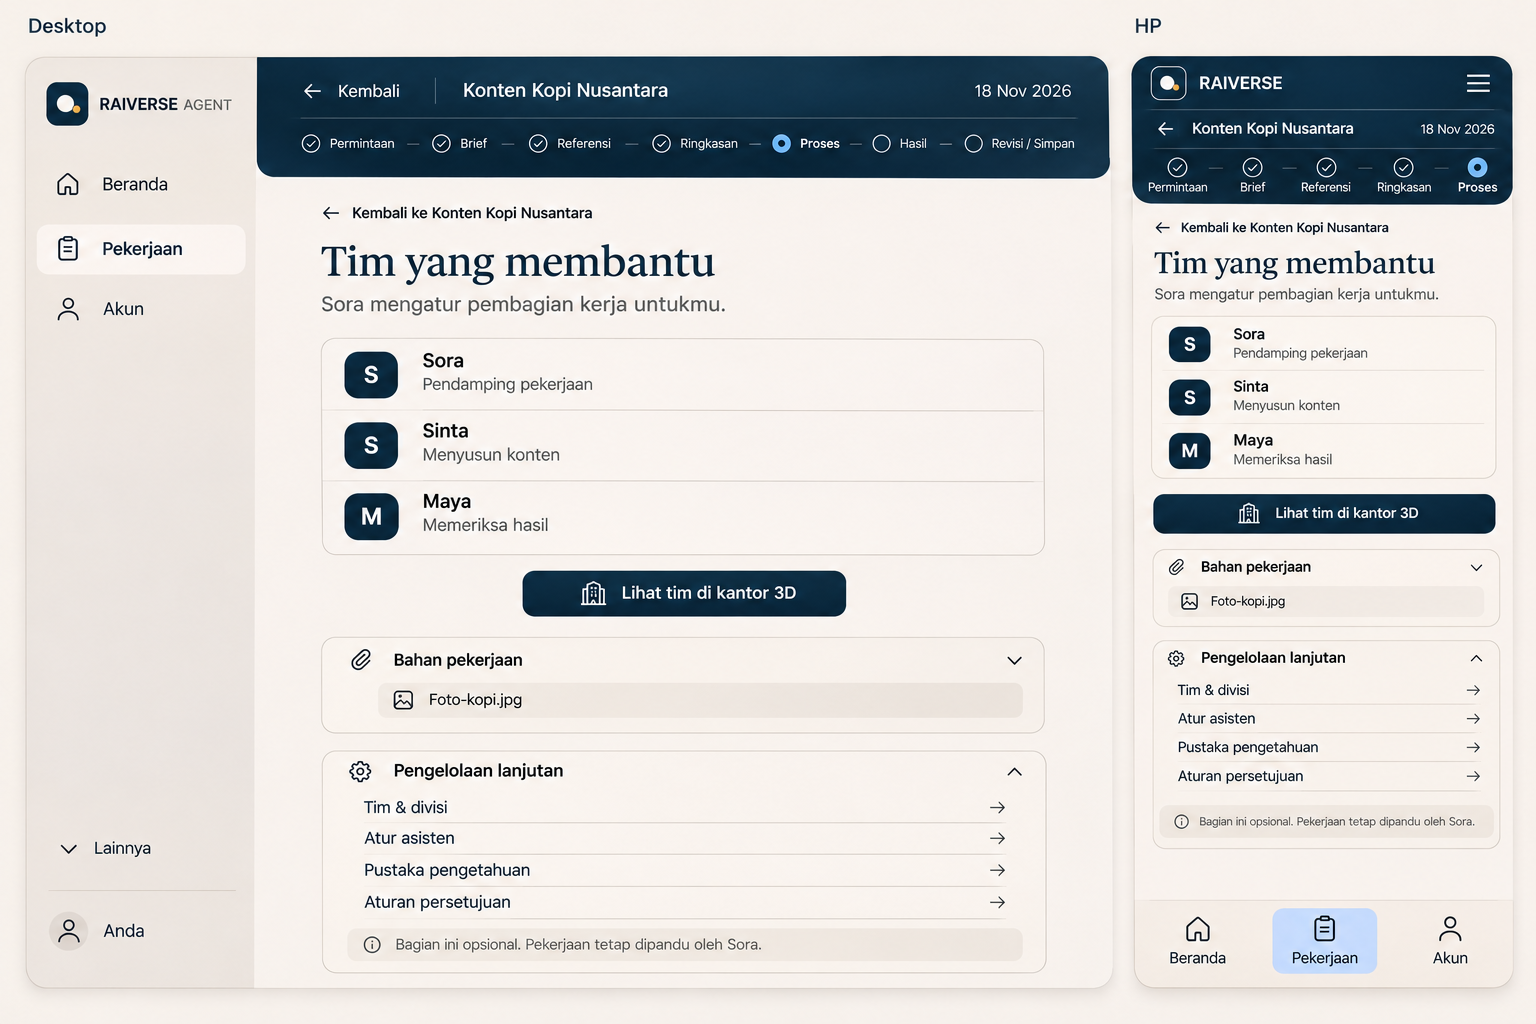 Desktop
RAIVERSE AGENT
Beranda
Pekerjaan
Akun
Lainnya
Anda
Kembali
Konten Kopi Nusantara
18 Nov 2026
Permintaan
Brief
Referensi
Ringkasan
Proses
Hasil
Revisi / Simpan
Kembali ke Konten Kopi Nusantara
Tim yang membantu
Sora mengatur pembagian kerja untukmu.
S
Sora
Pendamping pekerjaan
S
Sinta
Menyusun konten
M
Maya
Memeriksa hasil
Lihat tim di kantor 3D
Bahan pekerjaan
Foto-kopi.jpg
Pengelolaan lanjutan
Tim & divisi
Atur asisten
Pustaka pengetahuan
Aturan persetujuan
Bagian ini opsional. Pekerjaan tetap dipandu oleh Sora.
HP
RAIVERSE
Konten Kopi Nusantara
18 Nov 2026
Permintaan
Brief
Referensi
Ringkasan
Proses
Kembali ke Konten Kopi Nusantara
Tim yang membantu
Sora mengatur pembagian kerja untukmu.
S
Sora
Pendamping pekerjaan
S
Sinta
Menyusun konten
M
Maya
Memeriksa hasil
Lihat tim di kantor 3D
Bahan pekerjaan
Foto-kopi.jpg
Pengelolaan lanjutan
Tim & divisi
Atur asisten
Pustaka pengetahuan
Aturan persetujuan
Bagian ini opsional. Pekerjaan tetap dipandu oleh Sora.
Beranda
Pekerjaan
Akun